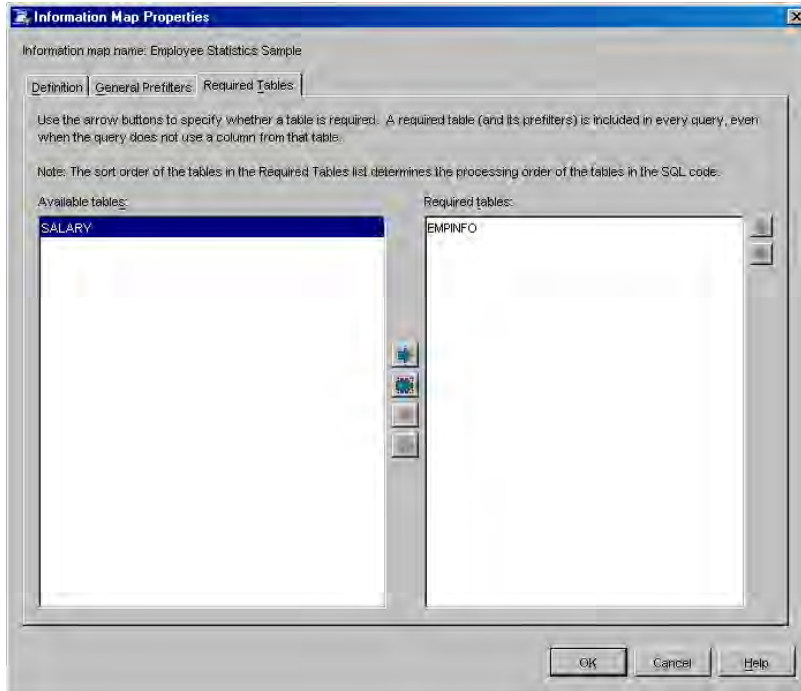 Information Map Properties
Information map name: Employee Statistics Sample
Definition General Prefilters Required Tables
Use the arrow buttons to specify whether a table is required. A required table (and its prefilters) is included in every query, even
when the query does not use a column from that table.
Note: The sort order of the tables in the Required Tables list determines the processing order of the tables in the SQL code.
Available tables: Required tables:
SALARY EMPINFO
OK Cancel Help